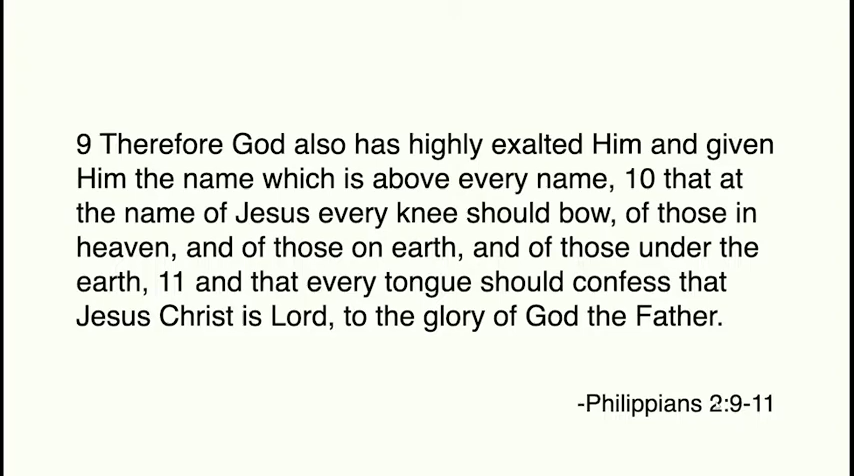 9 Therefore God also has highly exalted Him and given
Him the name which is above every name, 10 that at
the name of Jesus every knee should bow, of those in
heaven, and of those on earth, and of those under the
earth, 11 and that every tongue should confess that
Jesus Christ is Lord, to the glory of God the Father.
-Philippians 2:9-11